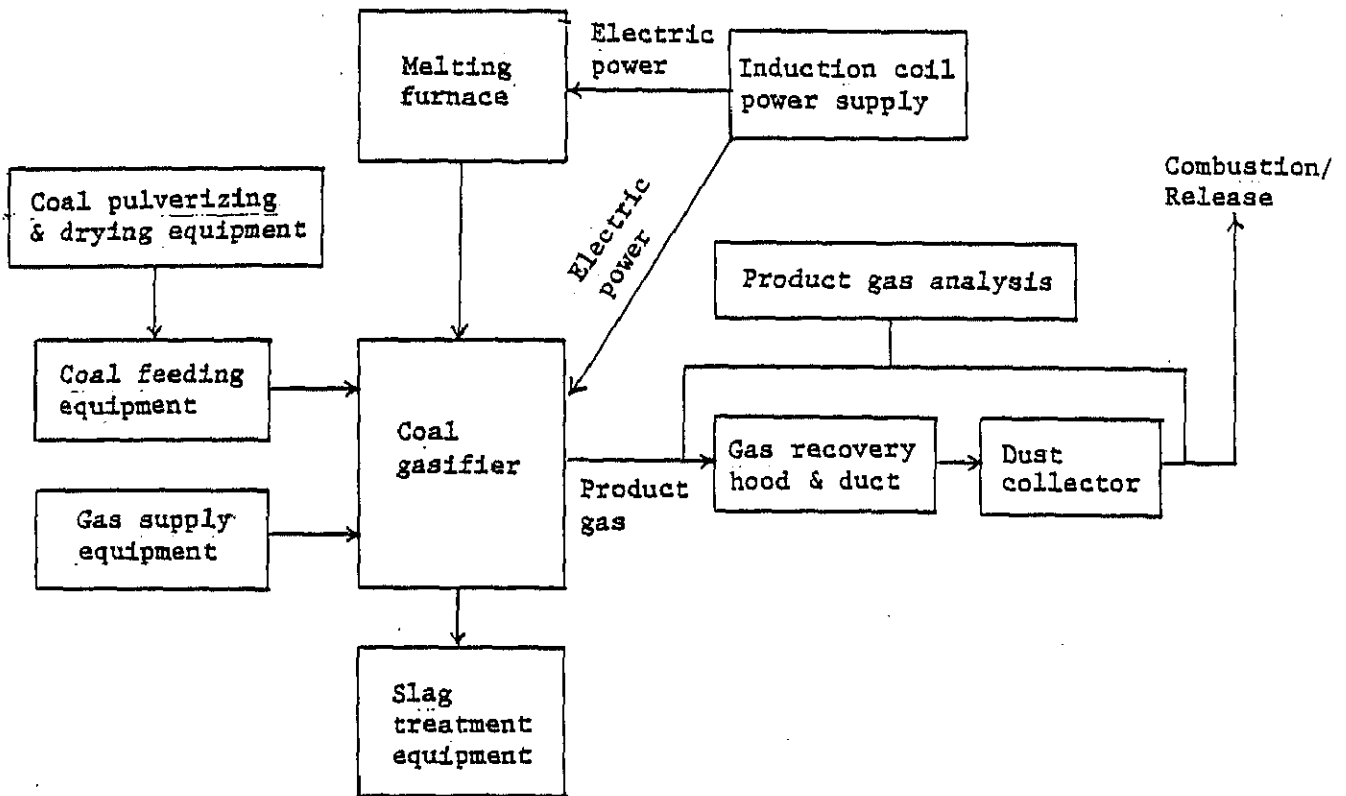 Melting
furnace
Electric
power
Induction coil
power supply
Combustion/
Release
Coal pulverizing
& drying equipment
Electric
power
Product gas analysis
Coal feeding
equipment
Coal
gasifier
Product
gas
Gas recovery
hood & duct
Dust
collector
Gas supply
equipment
Slag
treatment
equipment